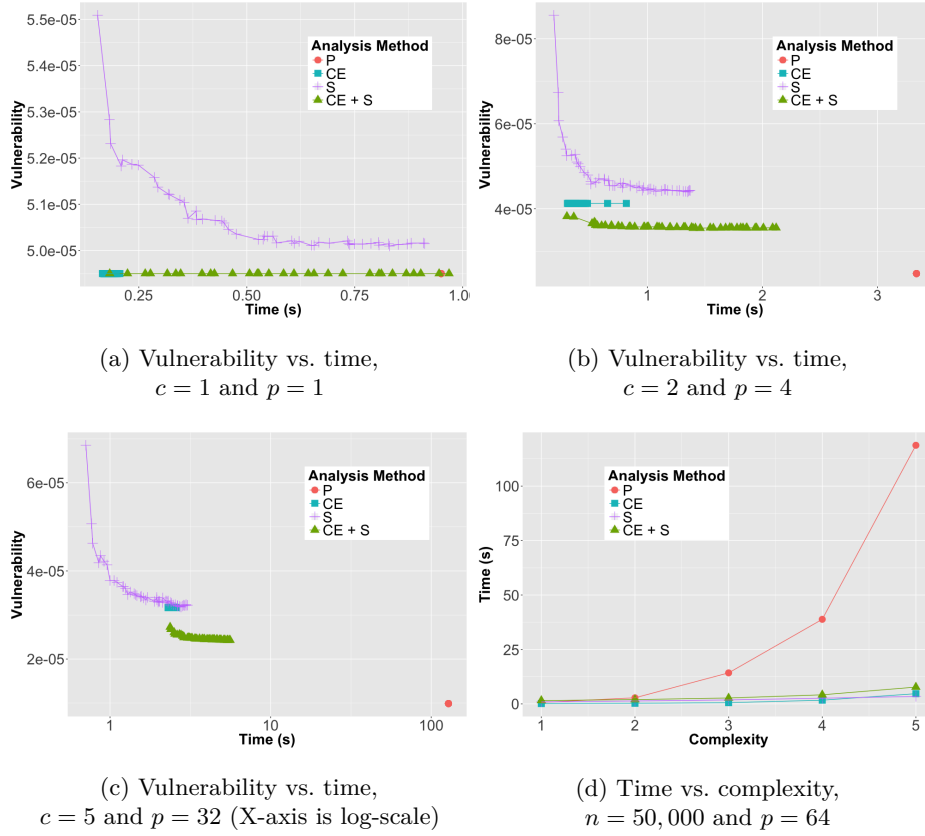 5.5e-05
5.4e-05
5.3e-05
5.2e-05
5.1e-05
5.0e-05
Vulnerability
Analysis Method
P
CE
S
CE + S
0.25
0.50
0.75
1.00
Time (s)
(a) Vulnerability vs. time,
c = 1 and p = 1
8e-05
6e-05
4e-05
Vulnerability
Analysis Method
P
CE
S
CE + S
1
2
3
Time (s)
(b) Vulnerability vs. time,
c = 2 and p = 4
6e-05
4e-05
2e-05
Vulnerability
Analysis Method
P
CE
S
CE + S
1
10
100
Time (s)
(c) Vulnerability vs. time,
c = 5 and p = 32 (X-axis is log-scale)
100
75
50
25
0
Time (s)
Analysis Method
P
CE
S
CE + S
1
2
3
4
5
Complexity
(d) Time vs. complexity,
n = 50,000 and p = 64